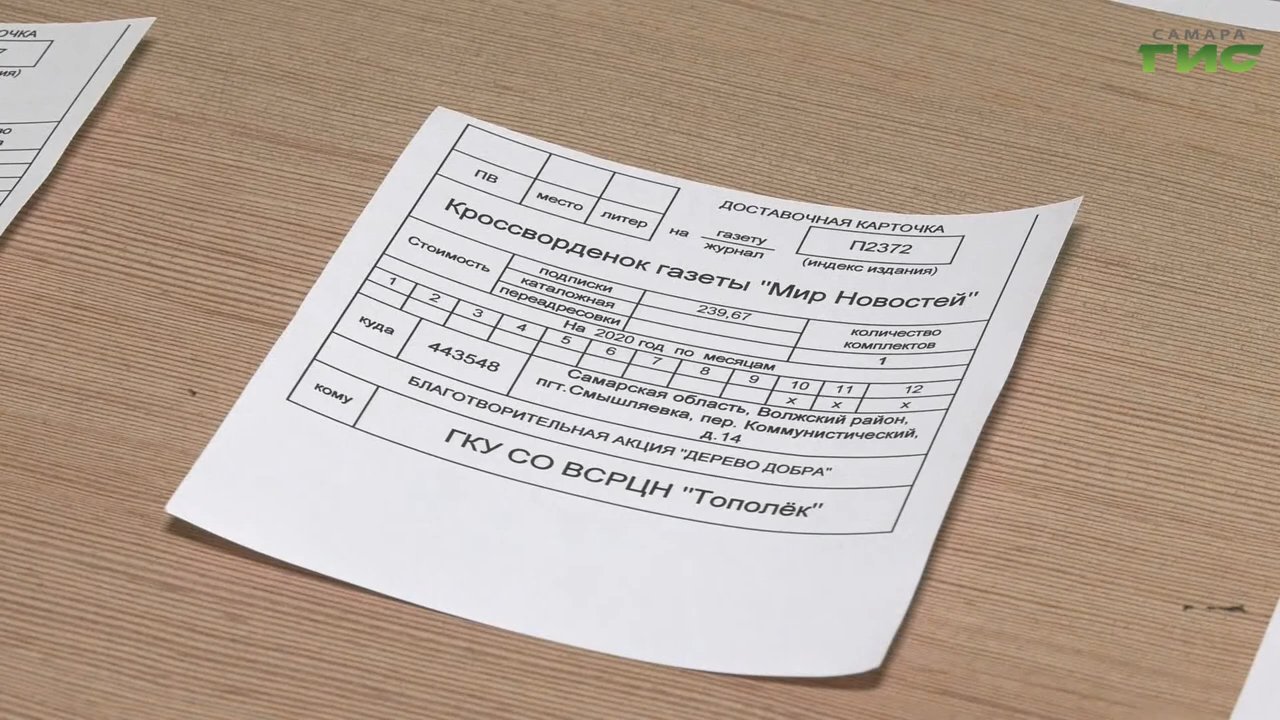 САМАРА
ГИС
ДОСТАВОЧНАЯ КАРТОЧКА
ПВ место литер на газету журнал П2372
(индекс издания)
Кроссворденок газеты "Мир Новостей"
Стоимость подписки 239,67 количество комплектов
каталожная
переадресовки 1
На 2020 год по месяцам
1 2 3 4 5 6 7 8 9 10 11 12
х х х
куда 443548 Самарская область, Волжский район,
пгт. Смышляевка, пер. Коммунистический,
д.14
БЛАГОТВОРИТЕЛЬНАЯ АКЦИЯ "ДЕРЕВО ДОБРА"
кому ГКУ СО ВСРЦН "Тополёк"